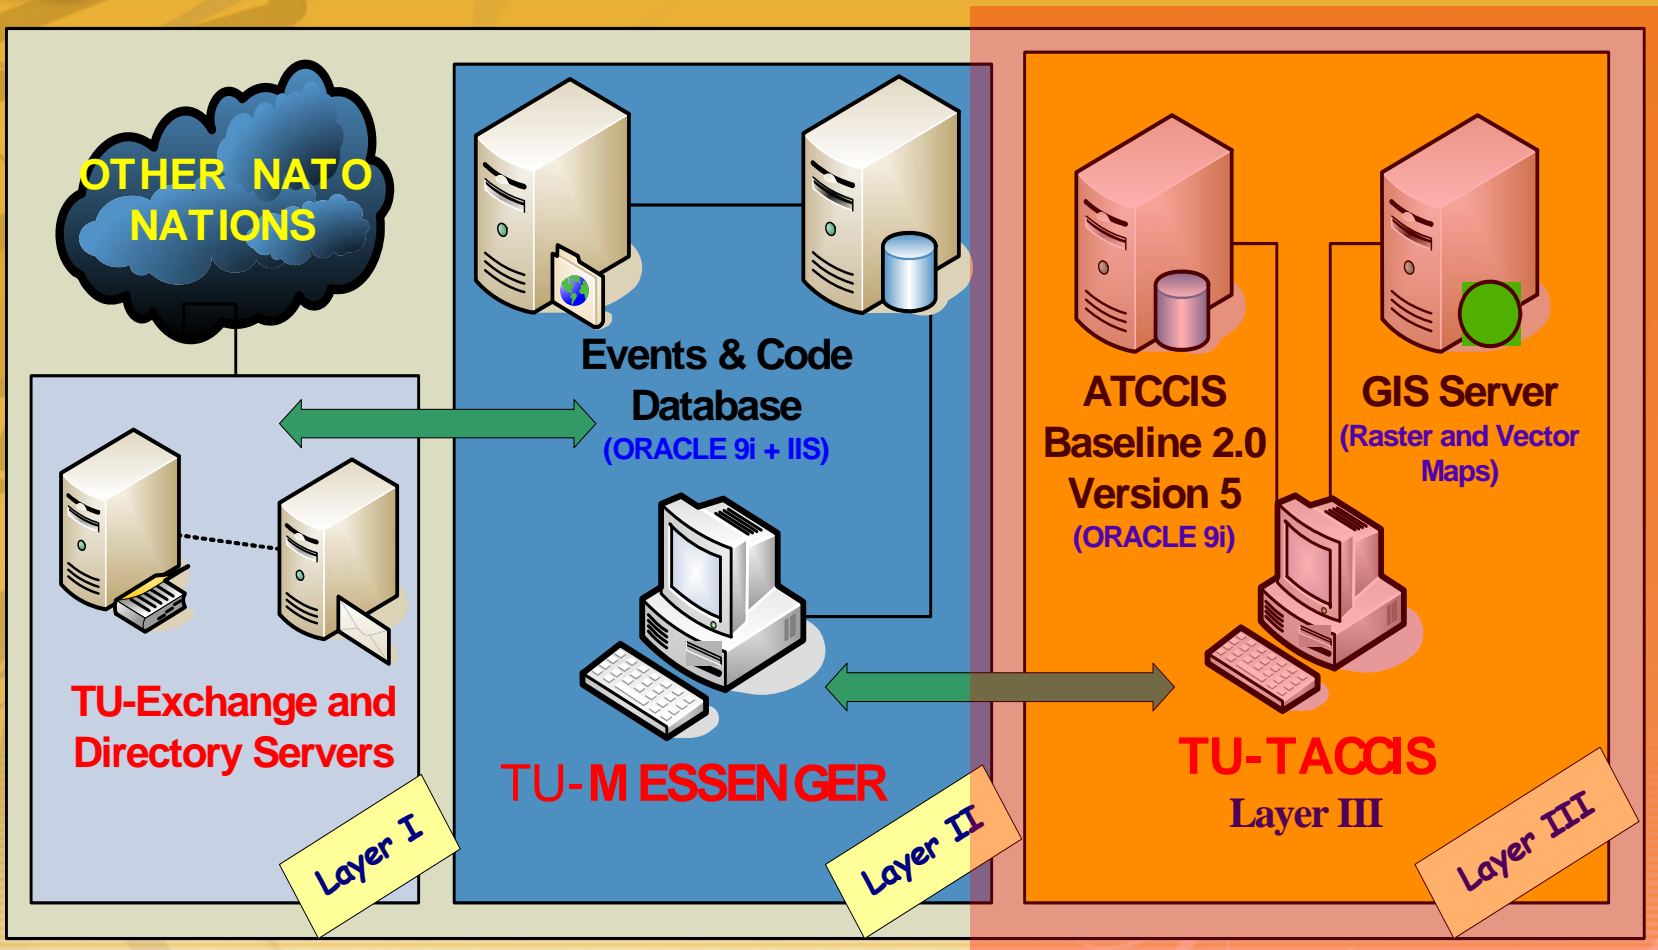 OTHER NATO
NATIONS
TU-Exchange and
Directory Servers
Layer I
Events & Code
Database
(ORACLE 9i + IIS)
TU-MESSENGER
Layer II
ATCCIS
Baseline 2.0
Version 5
(ORACLE 9i)
GIS Server
(Raster and Vector
Maps)
TU-TACCIS
Layer III
Layer III